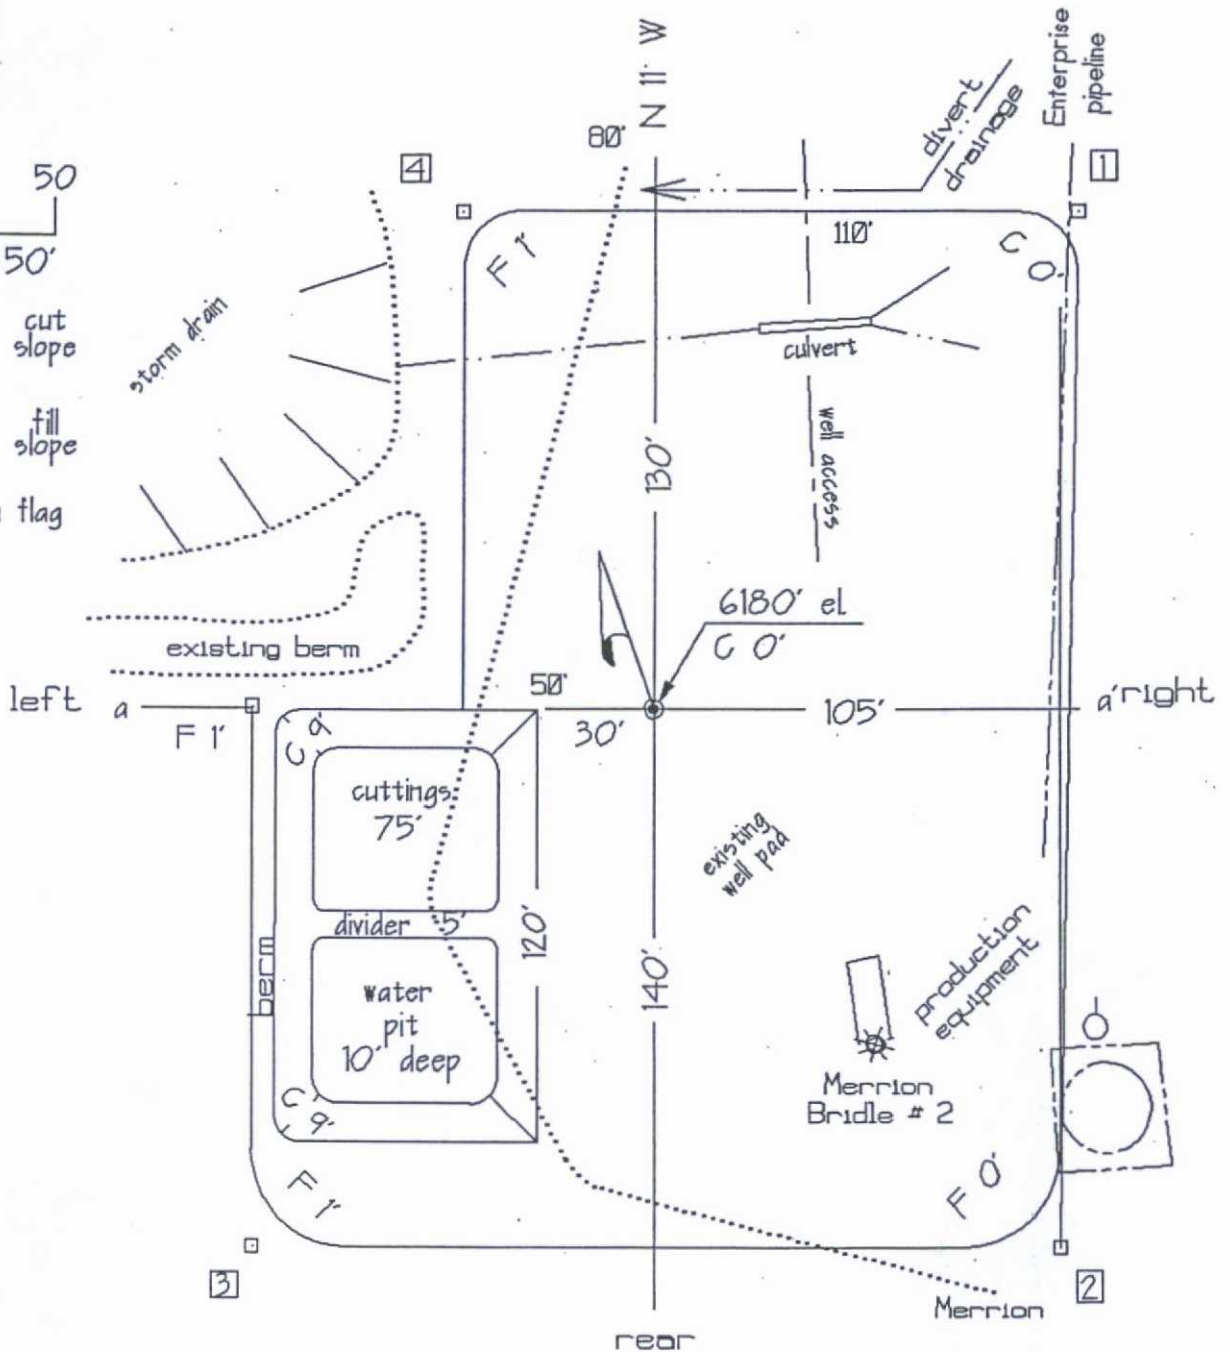 N 11° W
Enterprise
pipeline
divert
drainage
80'
4
1
50
50'
110'
F 1'
C 0'
cut
slope
storm drain
culvert
fill
slope
well access
130'
flag
6180' el
C 0'
existing berm
left
a
F 1'
50'
30'
105'
a'
right
C 9'
cuttings
75'
existing
well pad
divider
5'
120'
berm
140'
production
equipment
water
pit
10' deep
Merrion
Bridle # 2
C 9'
F 1'
F 0'
3
2
Merrion
rear